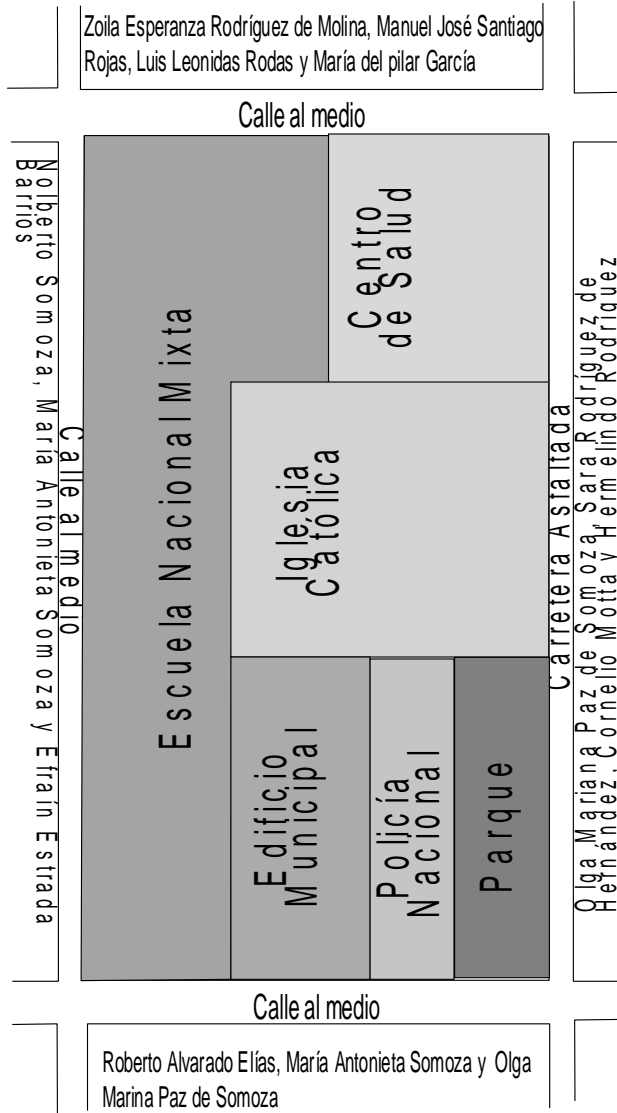 Zoila Esperanza Rodríguez de Molina, Manuel José Santiago
Rojas, Luis Leonidas Rodas y María del pilar García
Calle al medio
Nolberto Somoza, María Antonieta Somoza y Efraín Estrada
Barrios
Calle al medio
Escuela Nacional Mixta
Centro
de Salud
Iglesia
Católica
Edificio
Municipal
Policía
Nacional
Parque
Carretera Asfaltada
Olga Mariana Paz de Somoza, Sara Rodríguez de
Hernández, Cornelio Motta y Hermelindo Rodríguez
Calle al medio
Roberto Alvarado Elías, María Antonieta Somoza y Olga
Marina Paz de Somoza